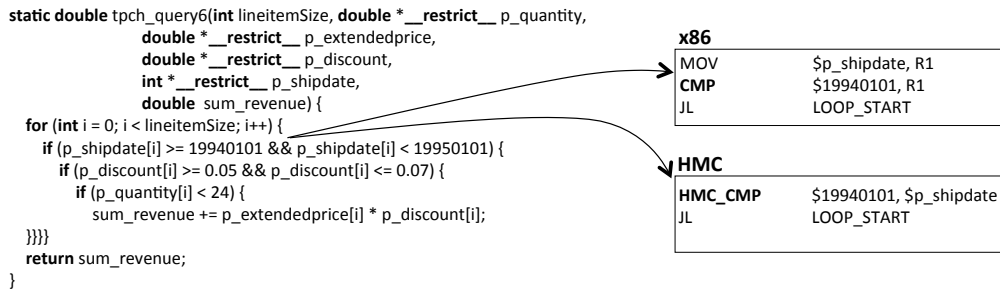 static double tpch_query6(int lineitemSize, double *__restrict__ p_quantity,
double *__restrict__ p_extendedprice,
double *__restrict__ p_discount,
int *__restrict__ p_shipdate,
double sum_revenue) {
for (int i = 0; i < lineitemSize; i++) {
if (p_shipdate[i] >= 19940101 && p_shipdate[i] < 19950101) {
if (p_discount[i] >= 0.05 && p_discount[i] <= 0.07) {
if (p_quantity[i] < 24) {
sum_revenue += p_extendedprice[i] * p_discount[i];
}}}}
return sum_revenue;
}
x86
MOV $p_shipdate, R1
CMP $19940101, R1
JL LOOP_START
HMC
HMC_CMP $19940101, $p_shipdate
JL LOOP_START